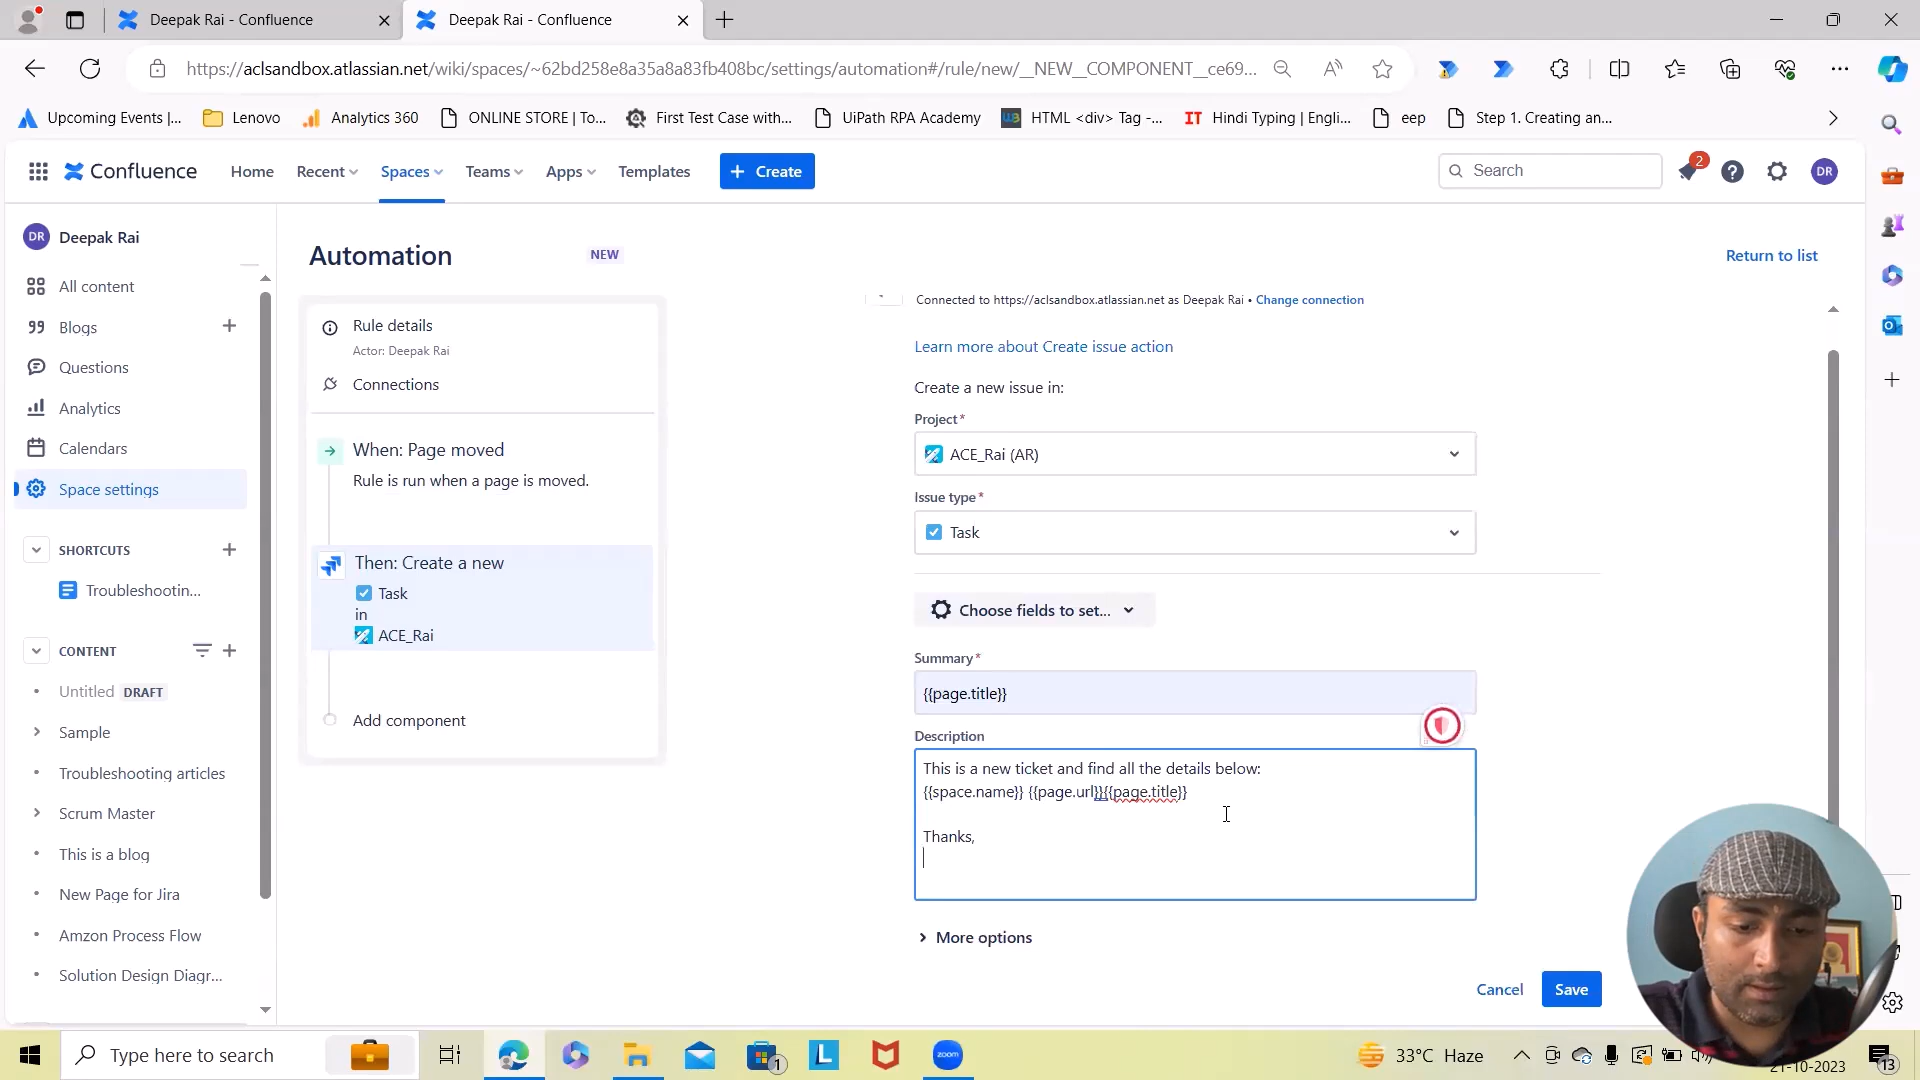 Deepak Rai - Confluence
Deepak Rai - Confluence
https://aclsandbox.atlassian.net/wiki/spaces/~62bd258e8a35a8a83fb408bc/settings/automation#/rule/new/__NEW__COMPONENT__ce69...
Upcoming Events |...
Lenovo
Analytics 360
ONLINE STORE | To...
First Test Case with...
UiPath RPA Academy
HTML <div> Tag -...
IT Hindi Typing | Engli...
eep
Step 1. Creating an...
Confluence
Home
Recent
Spaces
Teams
Apps
Templates
+ Create
Search
2
DR
DR Deepak Rai
All content
Blogs
Questions
Analytics
Calendars
Space settings
SHORTCUTS
Troubleshootin...
CONTENT
Untitled DRAFT
Sample
Troubleshooting articles
Scrum Master
This is a blog
New Page for Jira
Amzon Process Flow
Solution Design Diagr...
Automation
NEW
Return to list
Rule details
Actor: Deepak Rai
Connections
When: Page moved
Rule is run when a page is moved.
Then: Create a new
Task
in
ACE_Rai
Add component
Connected to https://aclsandbox.atlassian.net as Deepak Rai • Change connection
Learn more about Create issue action
Create a new issue in:
Project*
ACE_Rai (AR)
Issue type*
Task
Choose fields to set...
Summary*
{{page.title}}
Description
This is a new ticket and find all the details below:
{{space.name}} {{page.url}}{{page.title}}
Thanks,
More options
Cancel
Save
Type here to search
1
L
zoom
33°C Haze
21-10-2023
13